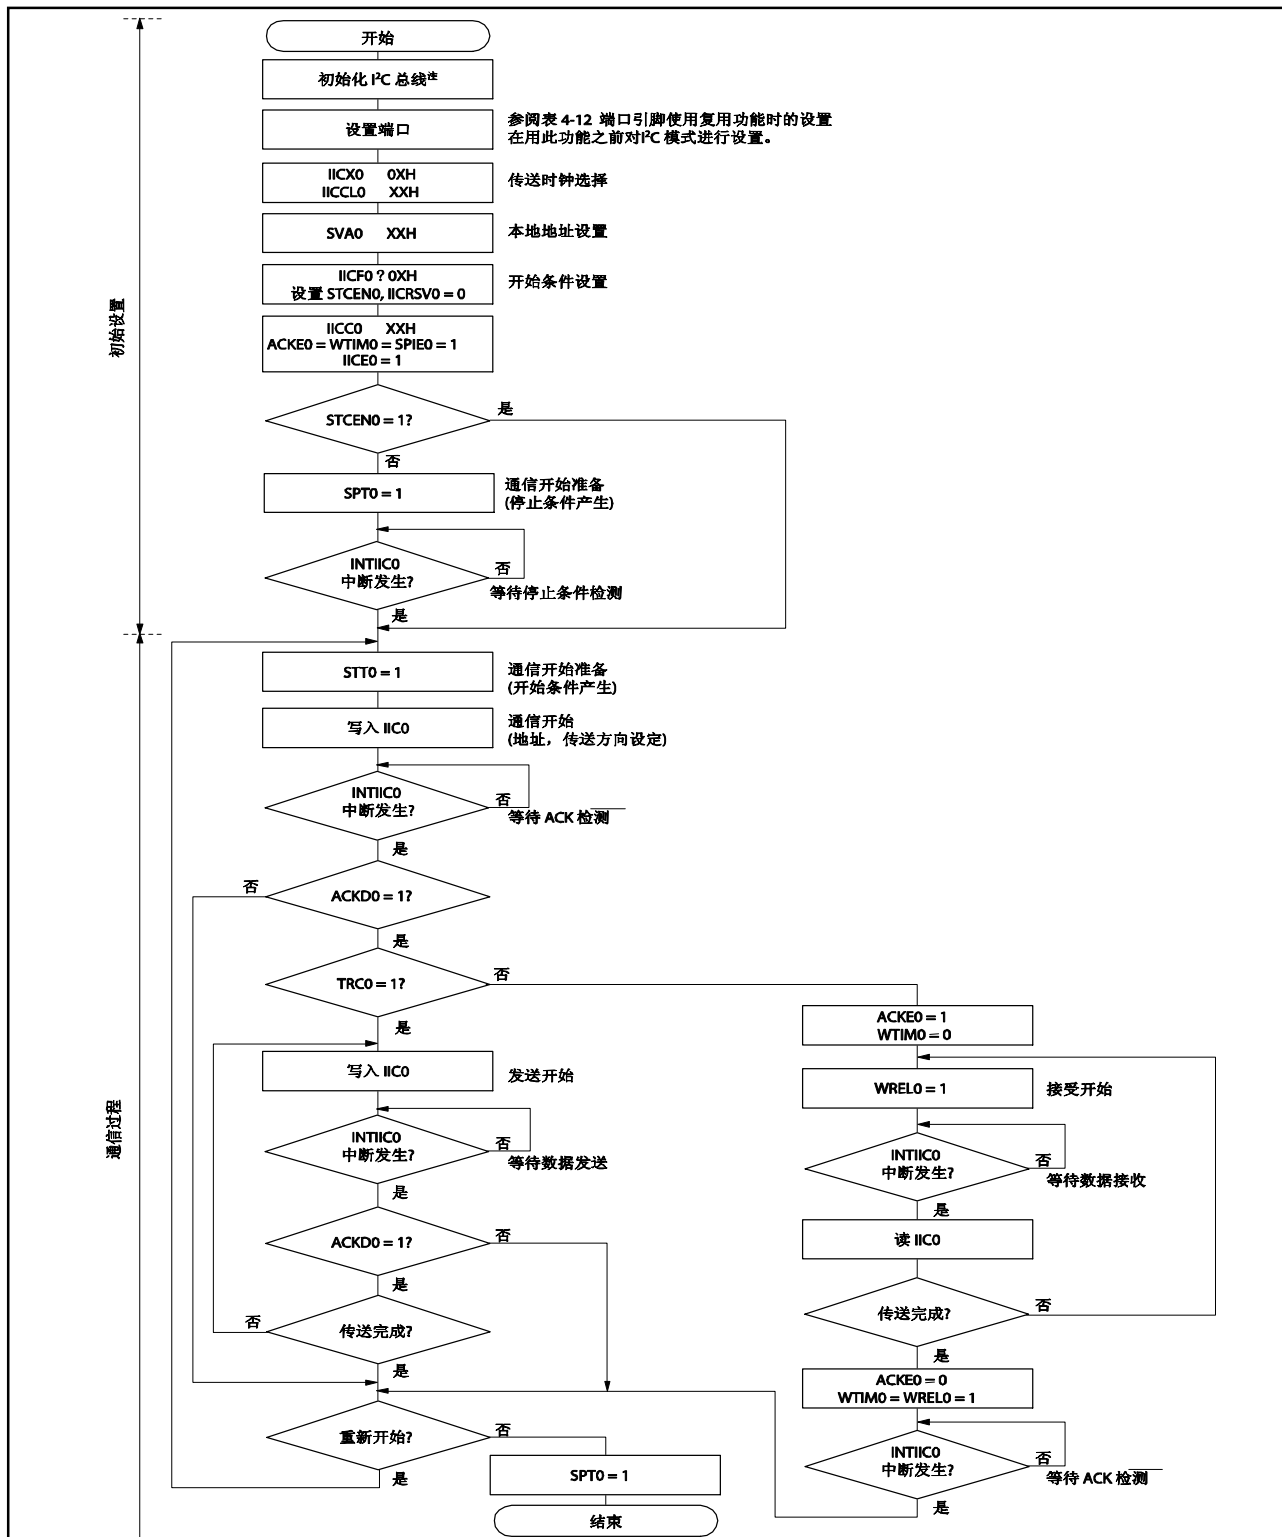 开始
初始化 I²C 总线注
设置端口
参阅表 4-12 端口引脚使用复用功能时的设置
在用此功能之前对I²C 模式进行设置。
IICX0 0XH
IICCL0 XXH
传送时钟选择
SVA0 XXH
本地地址设置
IICF0 ? 0XH
设置 STCEN0, IICRSV0 = 0
开始条件设置
初始设置
IICC0 XXH
ACKE0 = WTIM0 = SPIE0 = 1
IICE0 = 1
STCEN0 = 1?
是
否
SPT0 = 1
通信开始准备
(停止条件产生)
INTIIC0
中断发生?
否
等待停止条件检测
是
STT0 = 1
通信开始准备
(开始条件产生)
写入 IIC0
通信开始
(地址，传送方向设定)
INTIIC0
中断发生?
否
等待 ACK 检测
是
ACKD0 = 1?
否
是
TRC0 = 1?
否
是
ACKE0 = 1
WTIM0 = 0
通信过程
写入 IIC0
发送开始
WREL0 = 1
接受开始
INTIIC0
中断发生?
否
等待数据发送
是
INTIIC0
中断发生?
否
等待数据接收
是
ACKD0 = 1?
否
是
读 IIC0
传送完成?
否
是
传送完成?
否
是
ACKE0 = 0
WTIM0 = WREL0 = 1
重新开始?
否
是
INTIIC0
中断发生?
否
等待 ACK 检测
是
SPT0 = 1
结束